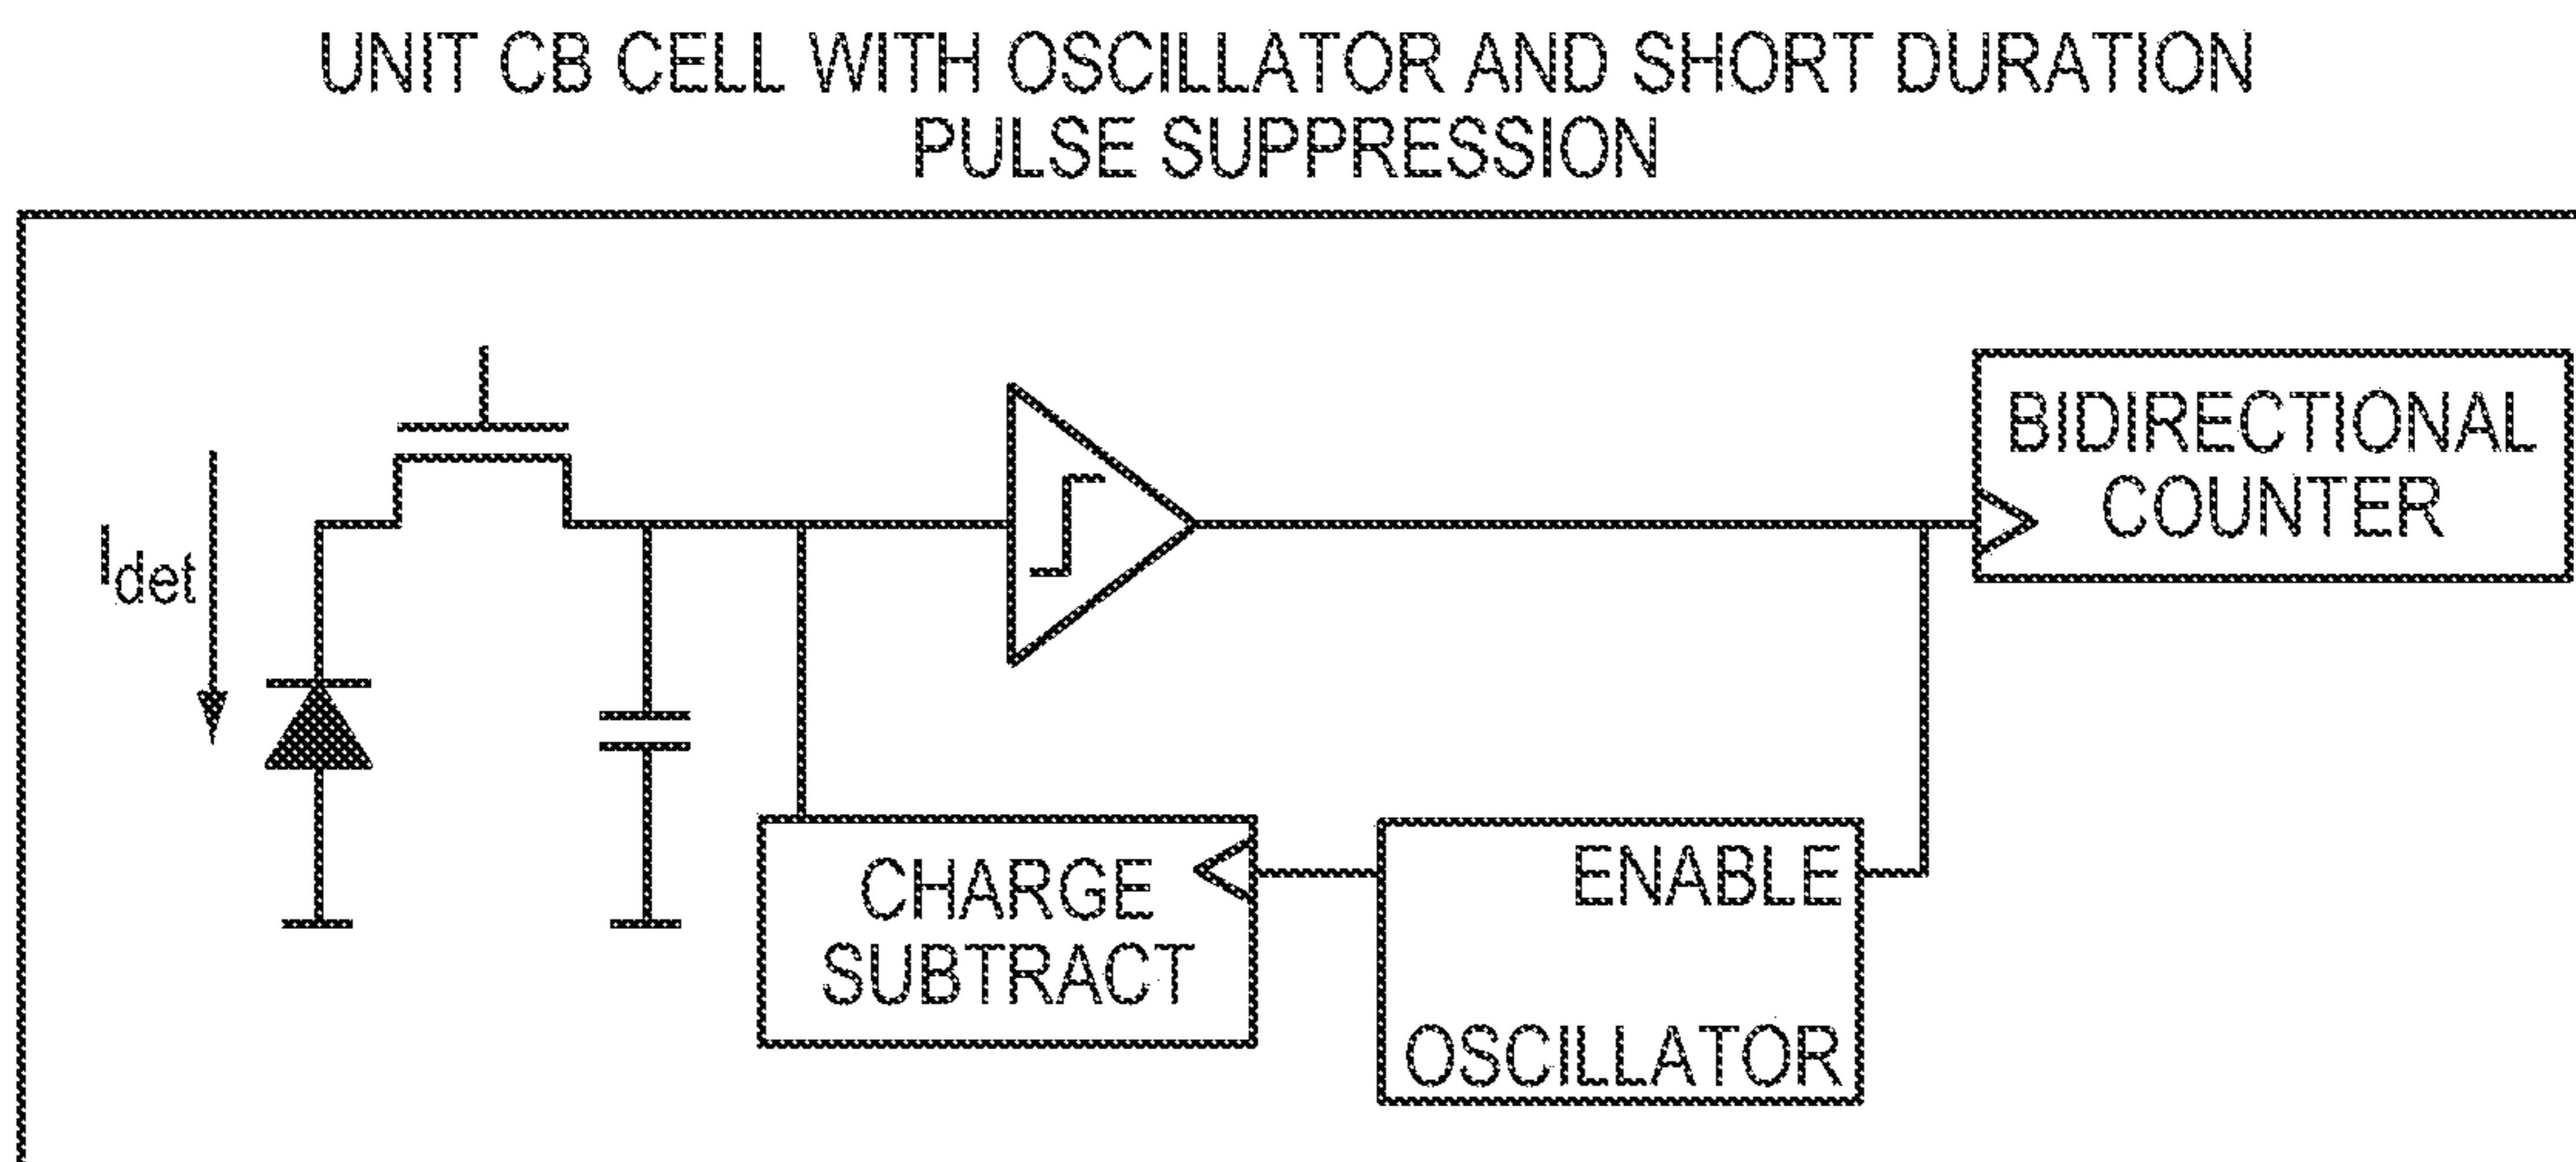 UNIT CB CELL WITH OSCILLATOR AND SHORT DURATION
PULSE SUPPRESSION
BIDIRECTIONAL
COUNTER
Idet
CHARGE
SUBTRACT
ENABLE
OSCILLATOR